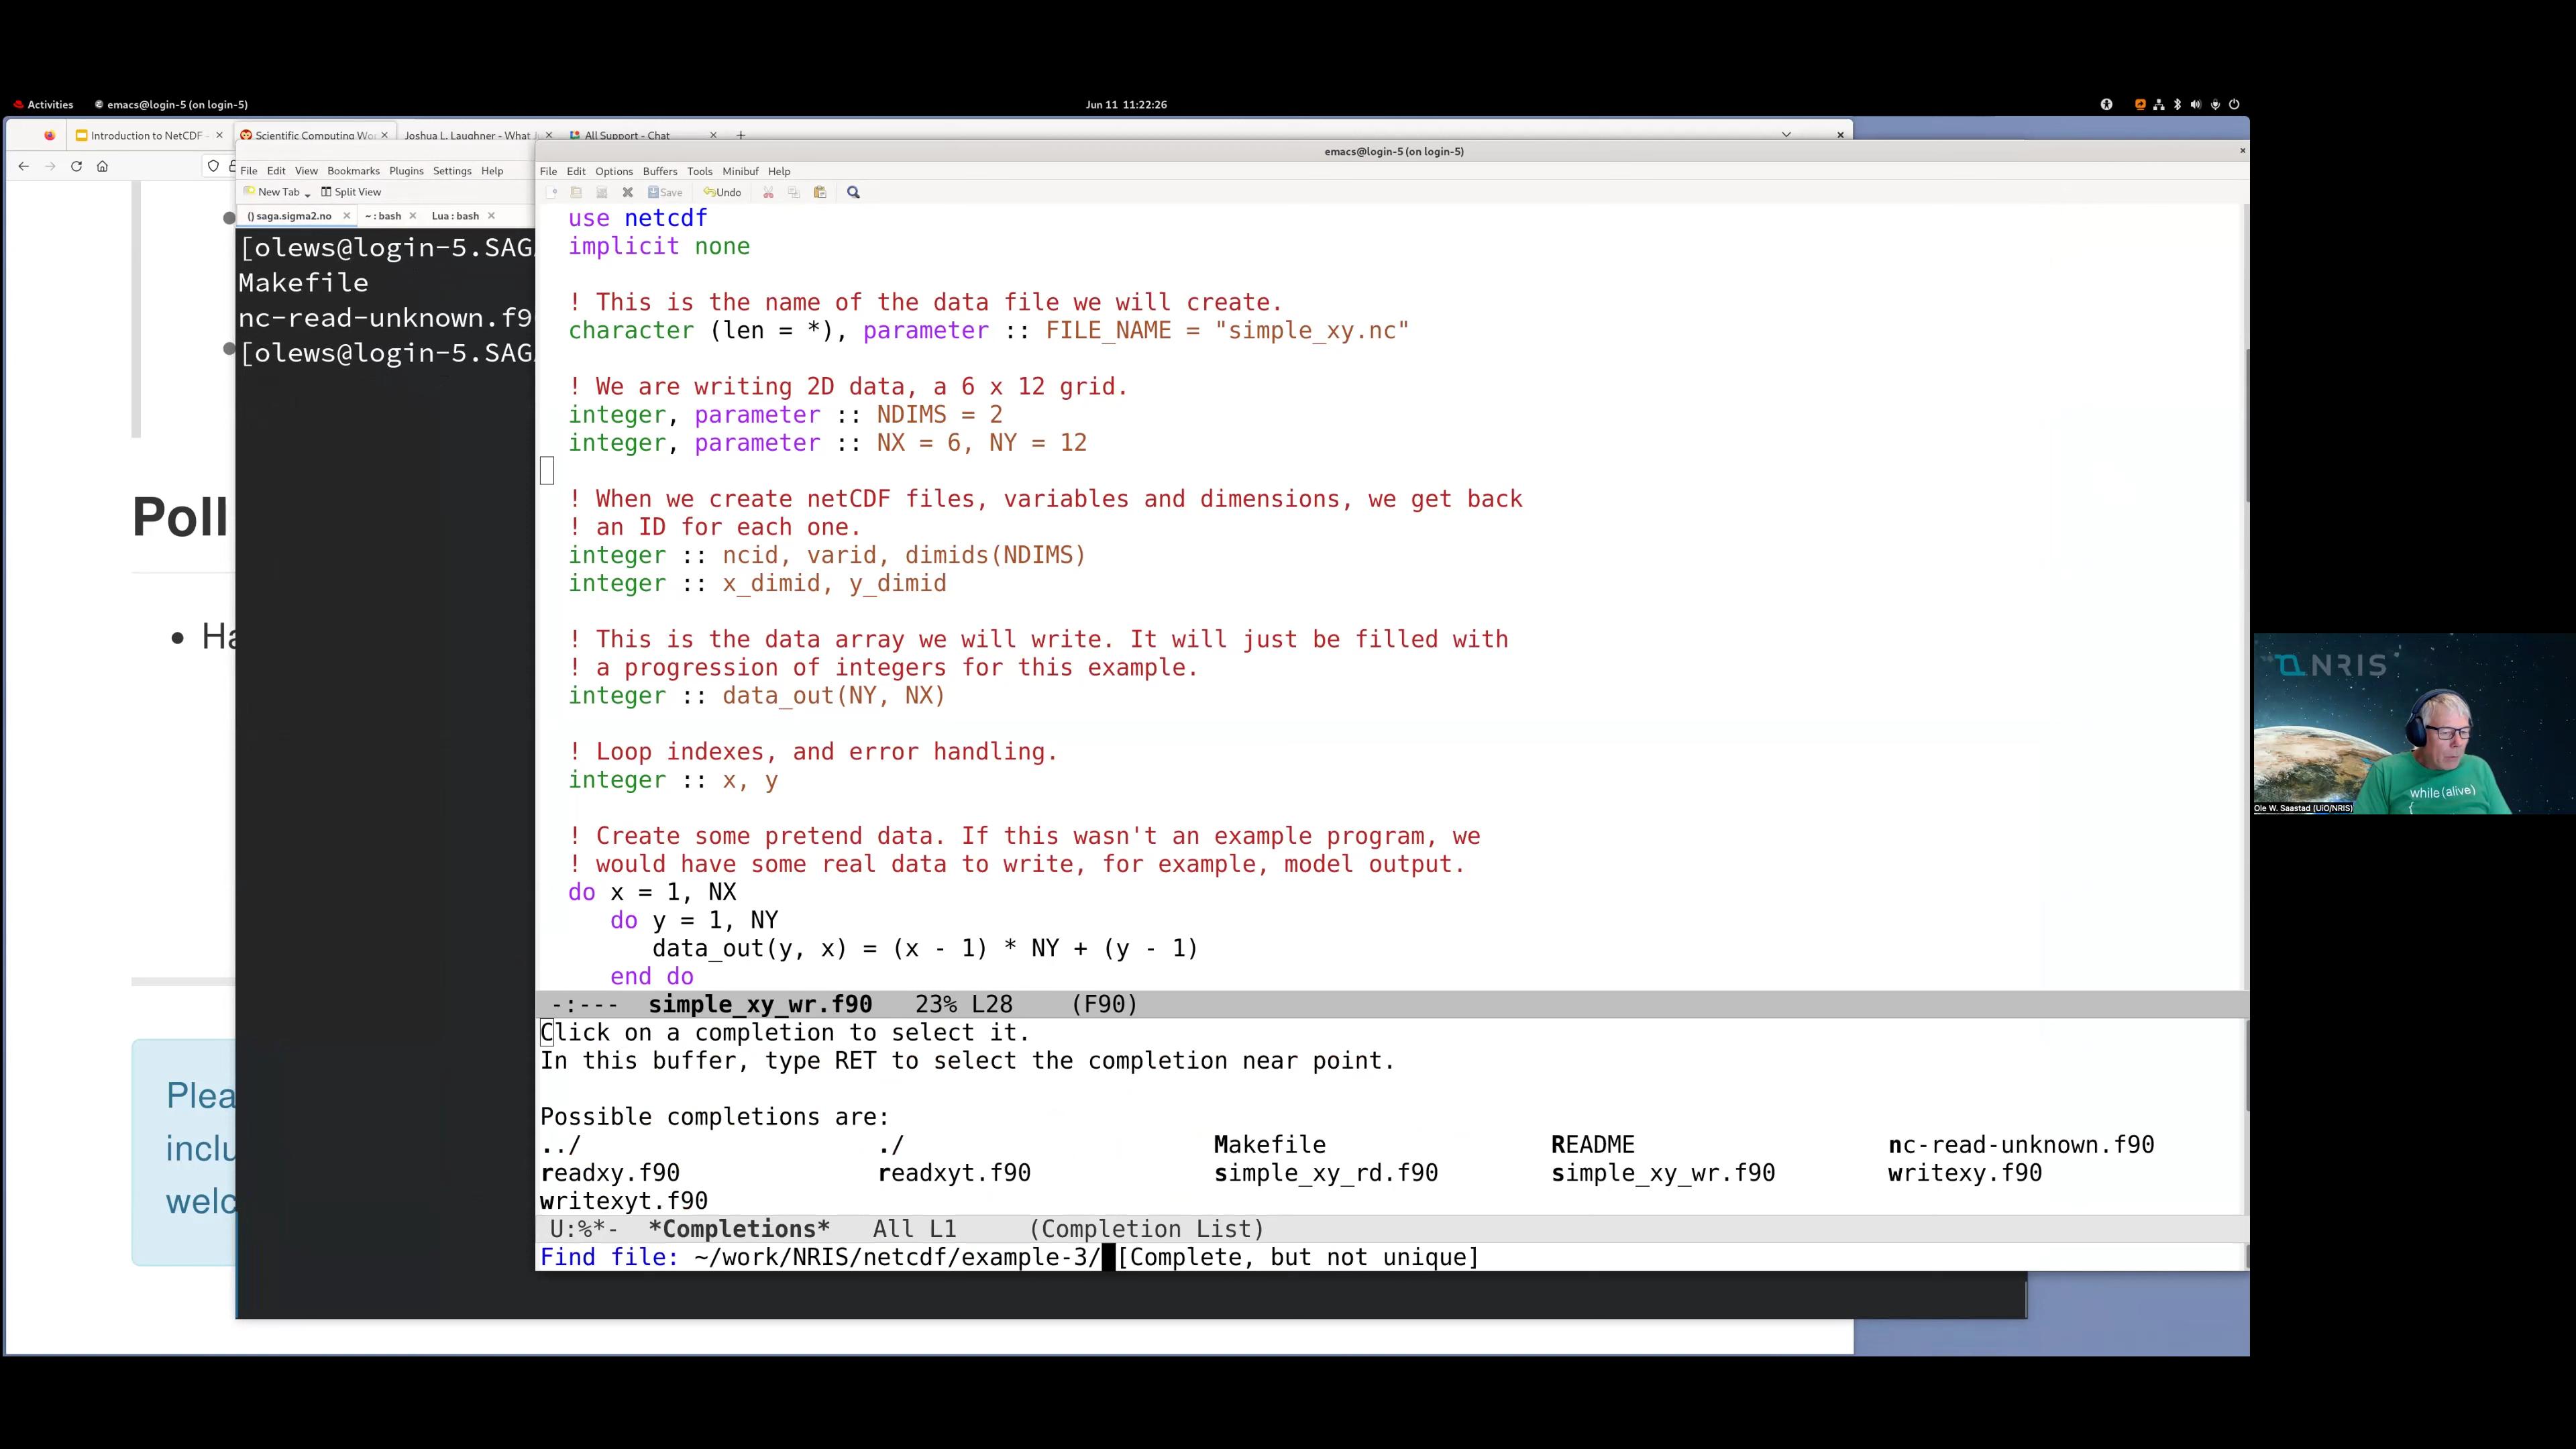 Activities emacs@login-5 (on login-5) Jun 11 11:22:26
Introduction to NetCDF - Scientific Computing Wo Joshua L. Laughner - What All Support - Chat
emacs@login-5 (on login-5)
File Edit View Bookmarks Plugins Settings Help
File Edit Options Buffers Tools Minibuf Help
New Tab Split View
Save Undo
() saga.sigma2.no ~ : bash Lua : bash
[olews@login-5.SAGA
Makefile
nc-read-unknown.f9
[olews@login-5.SAGA
Poll
Ha
Plea
inclu
welc
use netcdf
implicit none
! This is the name of the data file we will create.
character (len = *), parameter :: FILE_NAME = "simple_xy.nc"
! We are writing 2D data, a 6 x 12 grid.
integer, parameter :: NDIMS = 2
integer, parameter :: NX = 6, NY = 12
! When we create netCDF files, variables and dimensions, we get back
! an ID for each one.
integer :: ncid, varid, dimids(NDIMS)
integer :: x_dimid, y_dimid
! This is the data array we will write. It will just be filled with
! a progression of integers for this example.
integer :: data_out(NY, NX)
! Loop indexes, and error handling.
integer :: x, y
! Create some pretend data. If this wasn't an example program, we
! would have some real data to write, for example, model output.
do x = 1, NX
do y = 1, NY
data_out(y, x) = (x - 1) * NY + (y - 1)
end do
-:--- simple_xy_wr.f90 23% L28 (F90)
Click on a completion to select it.
In this buffer, type RET to select the completion near point.
Possible completions are:
../ ./ Makefile README nc-read-unknown.f90
readxy.f90 readxyt.f90 simple_xy_rd.f90 simple_xy_wr.f90 writexy.f90
writexyt.f90
U:%*- *Completions* All L1 (Completion List)
Find file: ~/work/NRIS/netcdf/example-3/ [Complete, but not unique]
NRIS
while(alive)
{
Ole W. Saastad (UiO/NRIS)